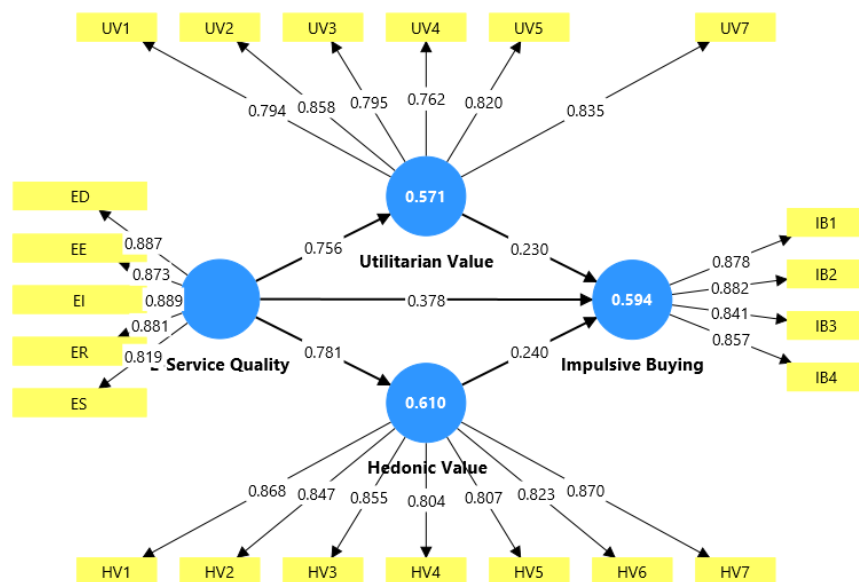 UV1 UV2 UV3 UV4 UV5 UV7
0.794 0.858 0.795 0.762 0.820 0.835
ED
EE
EI
ER
ES
0.887
0.873
0.889
0.881
0.819
Service Quality
0.756
0.571
Utilitarian Value
0.230
0.378
0.781
0.610
Hedonic Value
0.240
0.594
Impulsive Buying
0.878
0.882
0.841
0.857
IB1
IB2
IB3
IB4
0.868 0.847 0.855 0.804 0.807 0.823 0.870
HV1 HV2 HV3 HV4 HV5 HV6 HV7